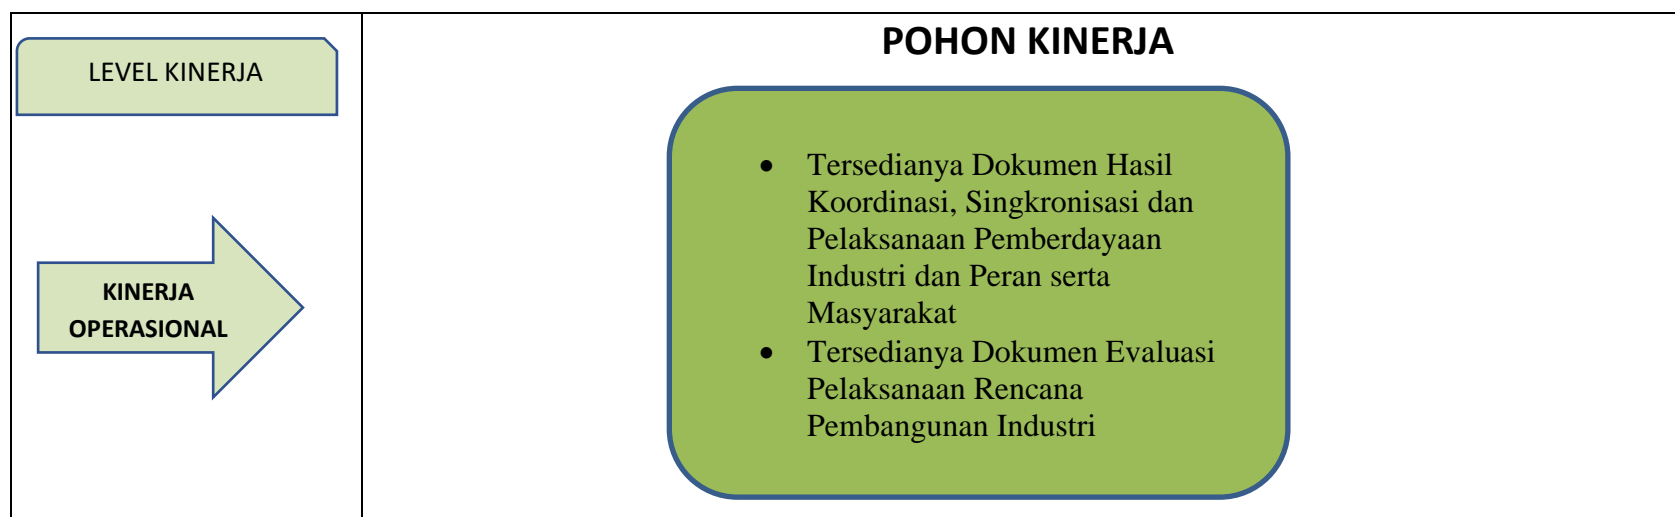 LEVEL KINERJA
POHON KINERJA
KINERJA
OPERASIONAL
• Tersedianya Dokumen Hasil
Koordinasi, Singkronisasi dan
Pelaksanaan Pemberdayaan
Industri dan Peran serta
Masyarakat
• Tersedianya Dokumen Evaluasi
Pelaksanaan Rencana
Pembangunan Industri